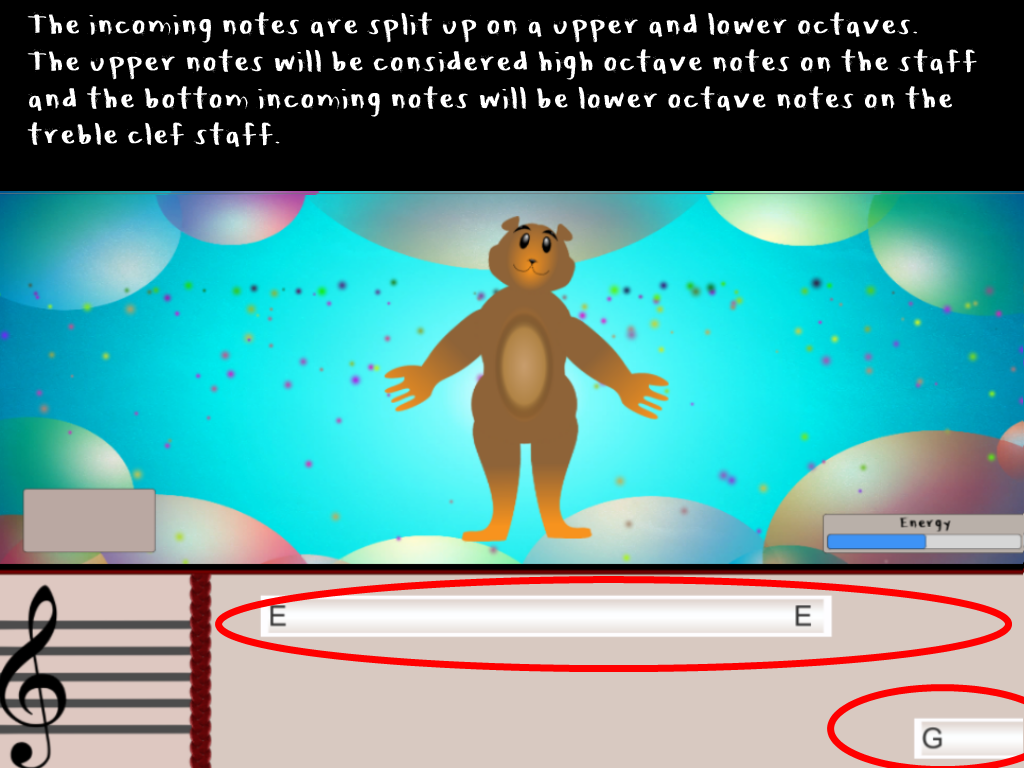 The incoming notes are split up on a upper and lower octaves.
The upper notes will be considered high octave notes on the staff
and the bottom incoming notes will be lower octave notes on the
treble clef staff.
Energy
E E
G